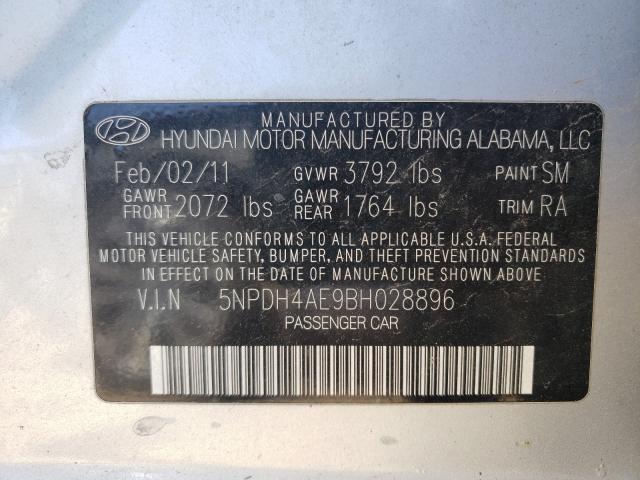 MANUFACTURED BY
HYUNDAI MOTOR MANUFACTURING ALABAMA, LLC
Feb/02/11 GVWR 3792 lbs PAINT SM
GAWR FRONT 2072 lbs GAWR REAR 1764 lbs TRIM RA
THIS VEHICLE CONFORMS TO ALL APPLICABLE U.S.A. FEDERAL
MOTOR VEHICLE SAFETY, BUMPER, AND THEFT PREVENTION STANDARDS
IN EFFECT ON THE DATE OF MANUFACTURE SHOWN ABOVE.
V.I.N 5NPDH4AE9BH028896
PASSENGER CAR